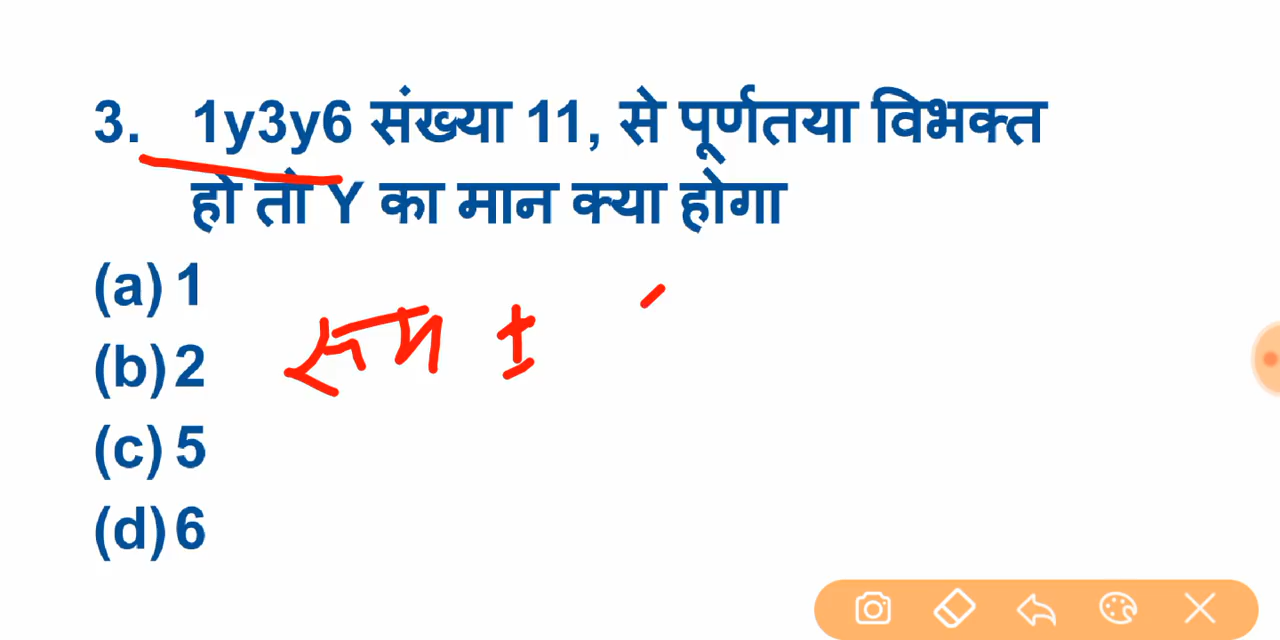 3. 1y3y6 संख्या 11, से पूर्णतया विभक्त
हो तो Y का मान क्या होगा
(a) 1
(b) 2
(c) 5
(d) 6